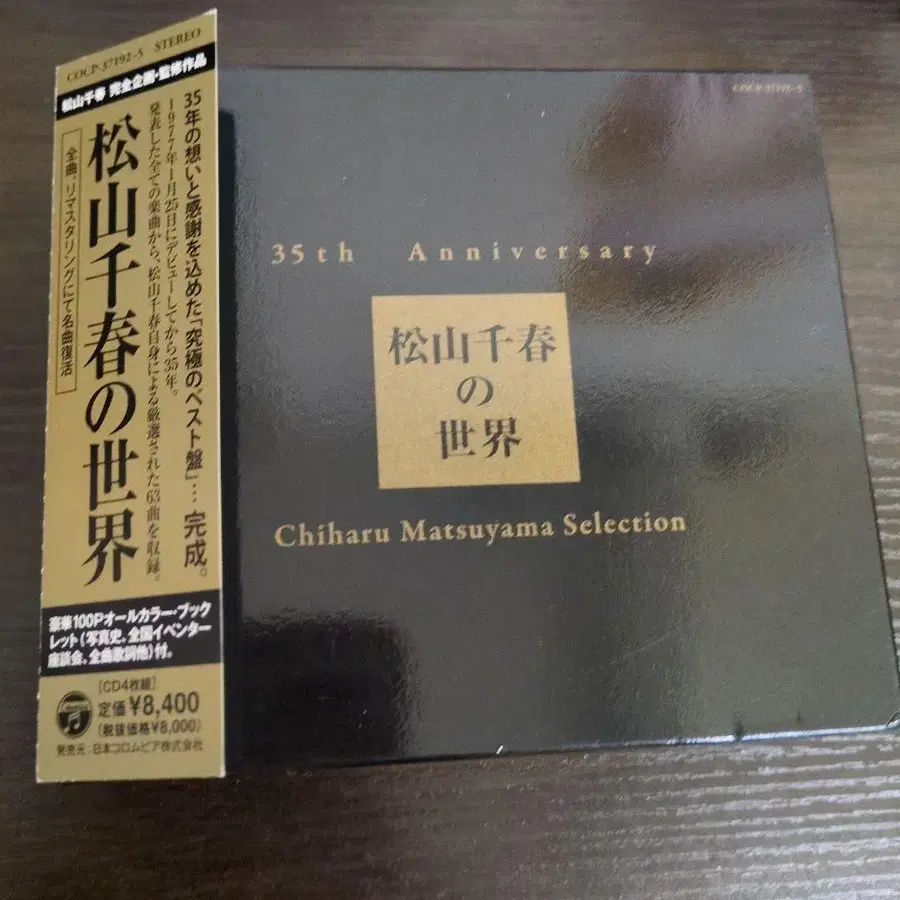 COCP-37192-5 STEREO
松山千春 完全企画・監修作品
35年の想いと感謝を込めた「究極のベスト盤」… 完成。
1977年1月25日にデビューしてから35年。
発表した全ての楽曲から、松山千春自身による厳選された63曲を収録。
松山千春の世界
全曲、リマスタリングにて名曲復活
豪華100Pオールカラー・ブック
レット(写真史、全国イベンター
座談会、全曲歌詞他)付。
[CD4枚組]
定価¥8,400
(税抜価格¥8,000)
発売元:日本コロムビア株式会社
COCP-37192-5
35th Anniversary
松山千春
の
世界
Chiharu Matsuyama Selection